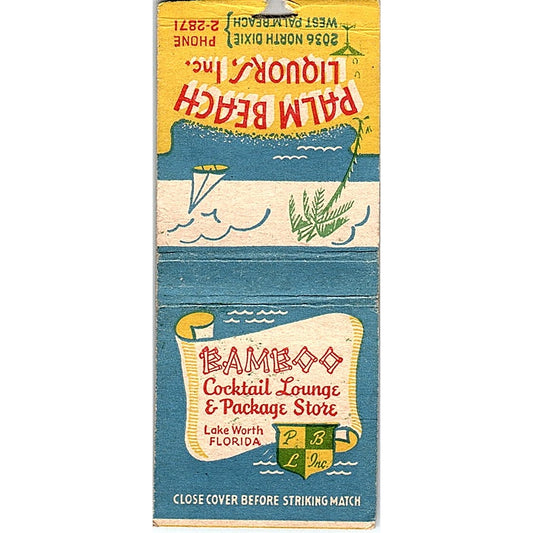 PALM BEACH
LIQUORS, Inc.
2036 NORTH DIXIE
WEST PALM BEACH
PHONE
2-2871
BAMBOO
Cocktail Lounge
& Package Store
Lake Worth
FLORIDA
P B
L Inc.
CLOSE COVER BEFORE STRIKING MATCH